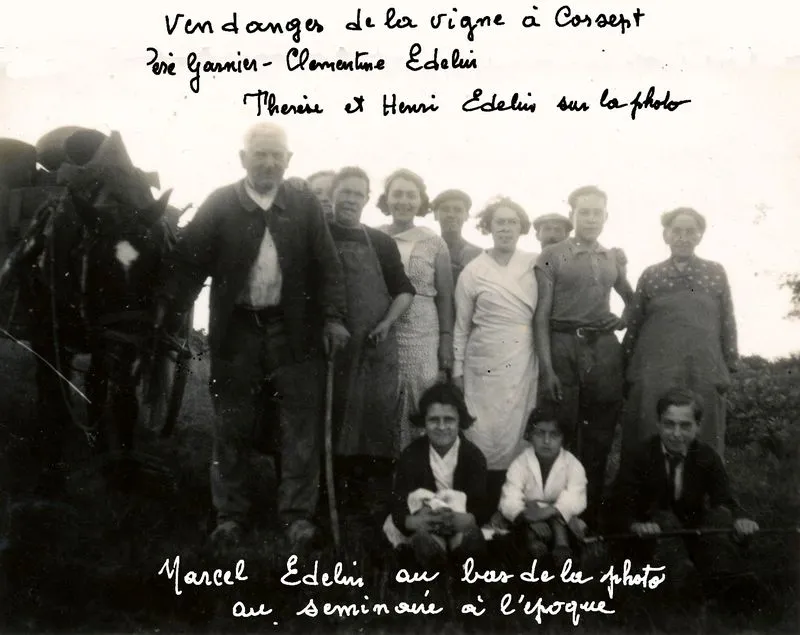 Vendanges de la vigne à Cossept
Père Garnier - Clementine Edelin
Therèse et Henri Edelin sur la photo
Marcel Edelin au bas de la photo
au seminaire à l'époque